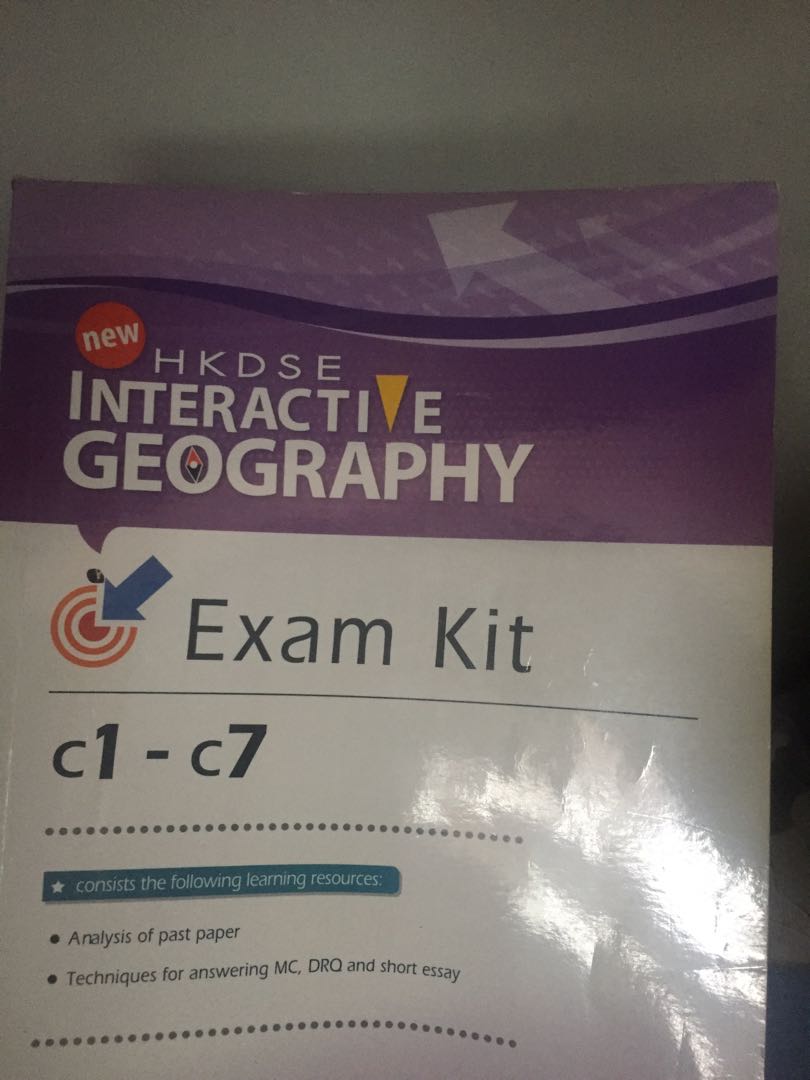 new
HKDSE
INTERACTIVE
GEOGRAPHY
Exam Kit
c1 - c7
★ consists the following learning resources:
• Analysis of past paper
• Techniques for answering MC, DRQ and short essay